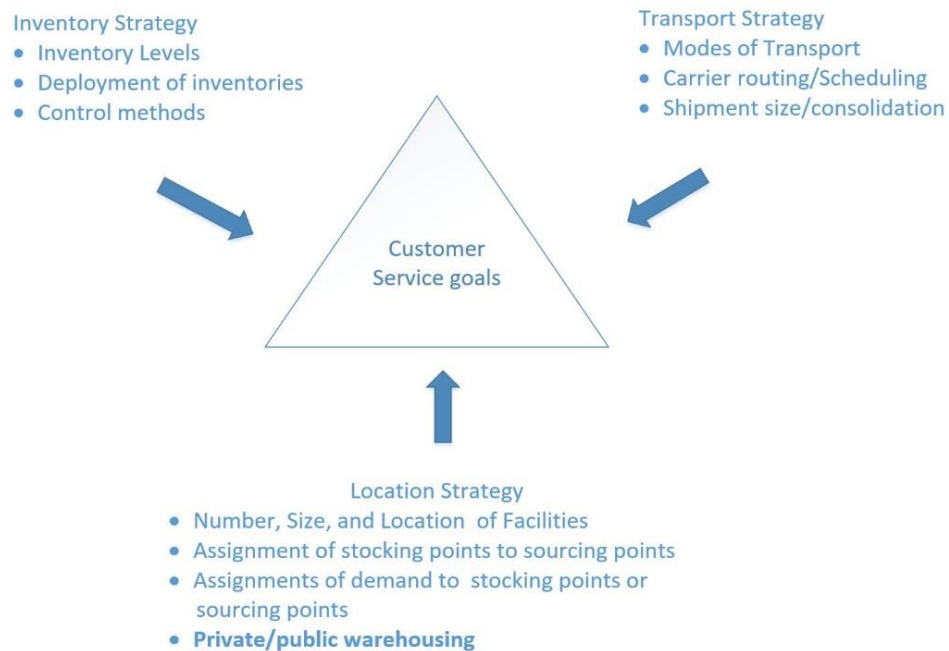 Inventory Strategy
• Inventory Levels
• Deployment of inventories
• Control methods
Transport Strategy
• Modes of Transport
• Carrier routing/Scheduling
• Shipment size/consolidation
Customer
Service goals
Location Strategy
• Number, Size, and Location of Facilities
• Assignment of stocking points to sourcing points
• Assignments of demand to stocking points or
sourcing points
• Private/public warehousing